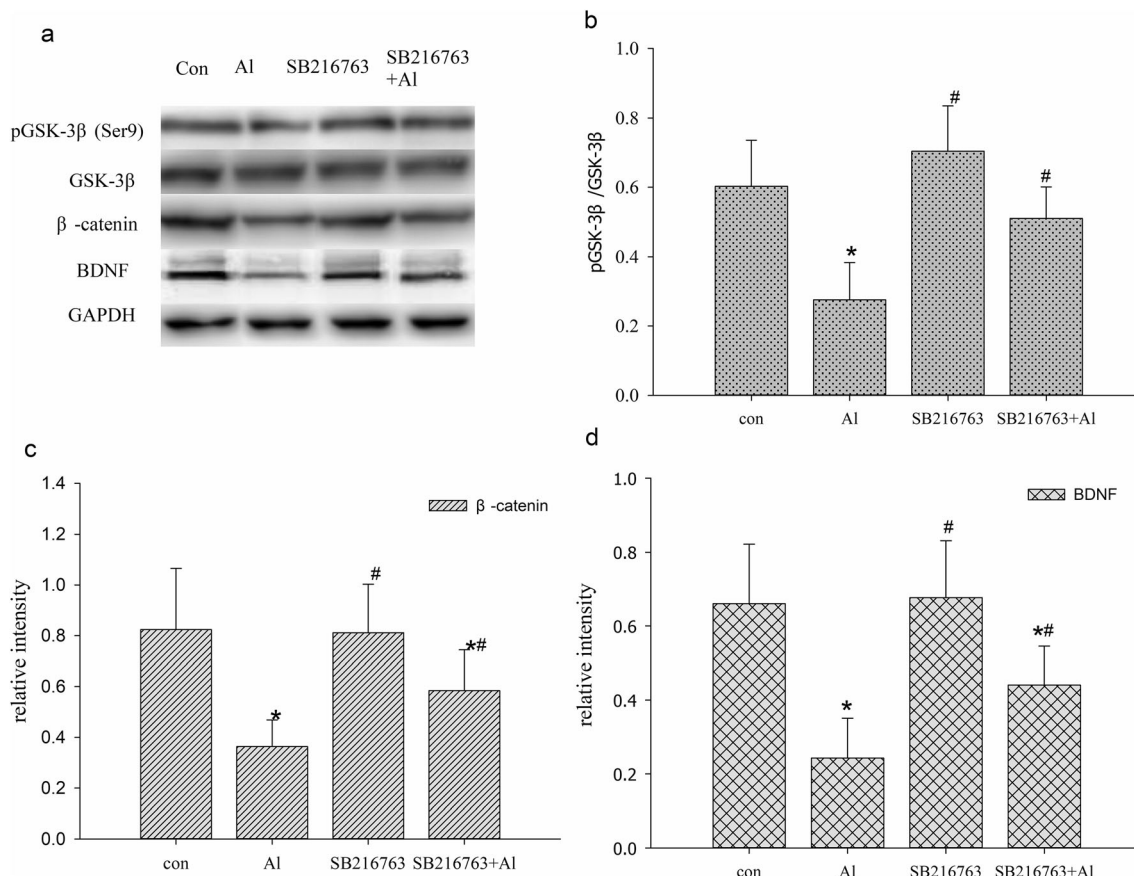 a
Con Al SB216763 SB216763
+Al
pGSK-3β (Ser9)
GSK-3β
β -catenin
BDNF
GAPDH
b
pGSK-3β /GSK-3β
1.0
0.8
0.6
0.4
0.2
0.0
*
#
#
con Al SB216763 SB216763+Al
c
relative intensity
1.4
1.2
1.0
0.8
0.6
0.4
0.2
0.0
β -catenin
*
#
*#
con Al SB216763 SB216763+Al
d
relative intensity
1.0
0.8
0.6
0.4
0.2
0.0
BDNF
*
#
*#
con Al SB216763 SB216763+Al